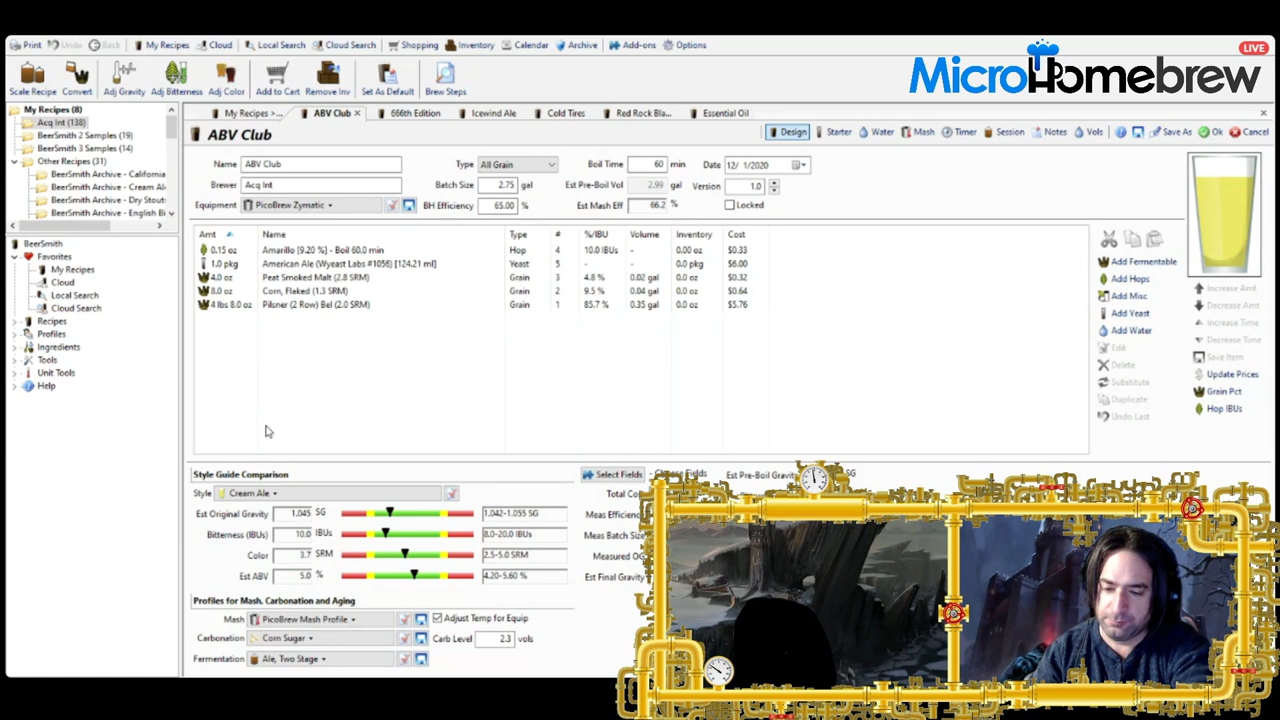 Print Undo Back My Recipes Cloud Local Search Cloud Search Shopping Inventory Calendar Archive Add-ons Options
LIVE
MicroHomebrew
Scale Recipe Convert Adj Gravity Adj Bitterness Adj Color Add to Cart Remove Inv Set As Default Brew Steps
My Recipes (8)
Acq Int (138)
BeerSmith 2 Samples (19)
BeerSmith 3 Samples (14)
Other Recipes (31)
BeerSmith Archive - California
BeerSmith Archive - Cream Al
BeerSmith Archive - Dry Stout
BeerSmith Archive - English Bi
BeerSmith
Favorites
My Recipes
Cloud
Local Search
Cloud Search
Recipes
Profiles
Ingredients
Tools
Unit Tools
Help
My Recipes >... ABV Club 666th Edition Icewind Ale Cold Tires Red Rock Bla... Essential Oil
ABV Club
Design Starter Water Mash Timer Session Notes Vols Save As Ok Cancel
Name ABV Club Type All Grain Boil Time 60 min Date 12/ 1/2020
Brewer Acq Int Batch Size 2.75 gal Est Pre-Boil Vol 2.99 gal Version 1.0
Equipment PicoBrew Zymatic BH Efficiency 65.00 % Est Mash Eff 66.2 % Locked
Amt Name Type # %/IBU Volume Inventory Cost
0.15 oz Amarillo [9.20 %] - Boil 60.0 min Hop 4 10.0 IBUs - 0.00 oz $0.33
1.0 pkg American Ale (Wyeast Labs #1056) [124.21 ml] Yeast 5 - - 0.0 pkg $6.00
4.0 oz Peat Smoked Malt (2.8 SRM) Grain 3 4.8 % 0.02 gal 0.0 oz $0.32
8.0 oz Corn, Flaked (1.3 SRM) Grain 2 9.5 % 0.04 gal 0.0 oz $0.64
4 lbs 8.0 oz Pilsner (2 Row) Bel (2.0 SRM) Grain 1 85.7 % 0.35 gal 0.0 oz $5.76
Add Fermentable
Add Hops
Add Misc
Add Yeast
Add Water
Edit
Delete
Substitute
Duplicate
Undo Last
Increase Amt
Decrease Amt
Increase Time
Decrease Time
Save Item
Update Prices
Grain Pct
Hop IBUs
Style Guide Comparison
Style Cream Ale
Est Original Gravity 1.045 SG 1.042-1.055 SG
Bitterness (IBUs) 10.0 IBUs 8.0-20.0 IBUs
Color 3.7 SRM 2.5-5.0 SRM
Est ABV 5.0 % 4.20-5.60 %
Select Fields - Choose Fields Est Pre-Boil Gravity SG
Total Co
Meas Efficienc
Meas Batch Siz
Measured OG
Est Final Gravity
Profiles for Mash, Carbonation and Aging
Mash PicoBrew Mash Profile Adjust Temp for Equip
Carbonation Corn Sugar Carb Level 2.3 vols
Fermentation Ale, Two Stage